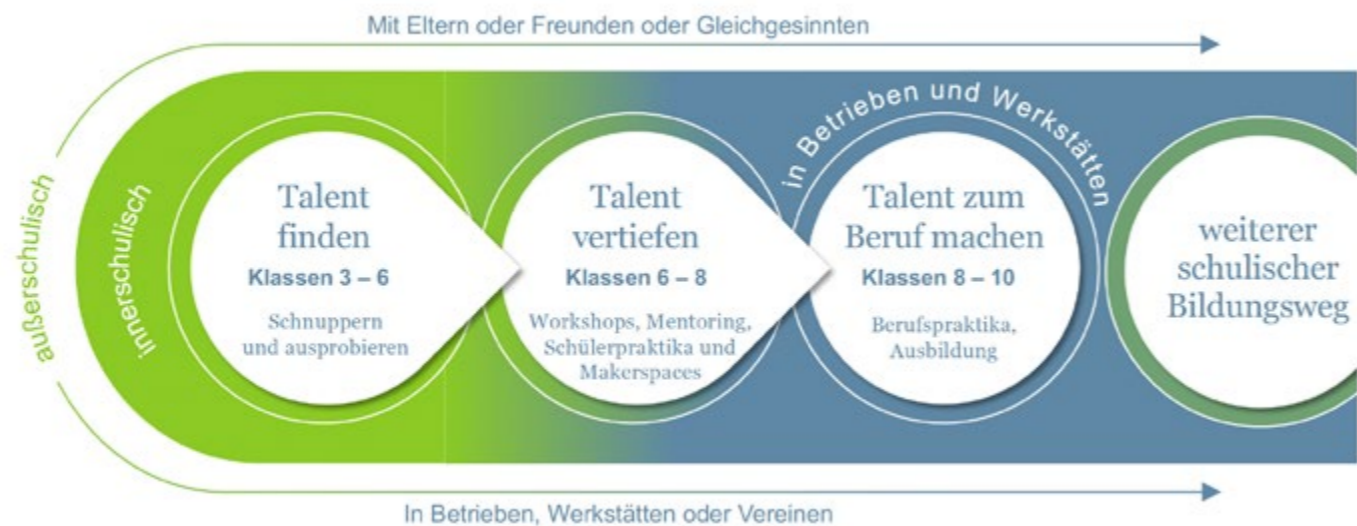 Mit Eltern oder Freunden oder Gleichgesinnten
außerschulisch
innerschulisch
Talent
finden
Klassen 3 – 6
Schnuppern
und ausprobieren
Talent
vertiefen
Klassen 6 – 8
Workshops, Mentoring,
Schülerpraktika und
Makerspaces
in Betrieben und Werkstätten
Talent zum
Beruf machen
Klassen 8 – 10
Berufspraktika,
Ausbildung
weiterer
schulischer
Bildungsweg
In Betrieben, Werkstätten oder Vereinen